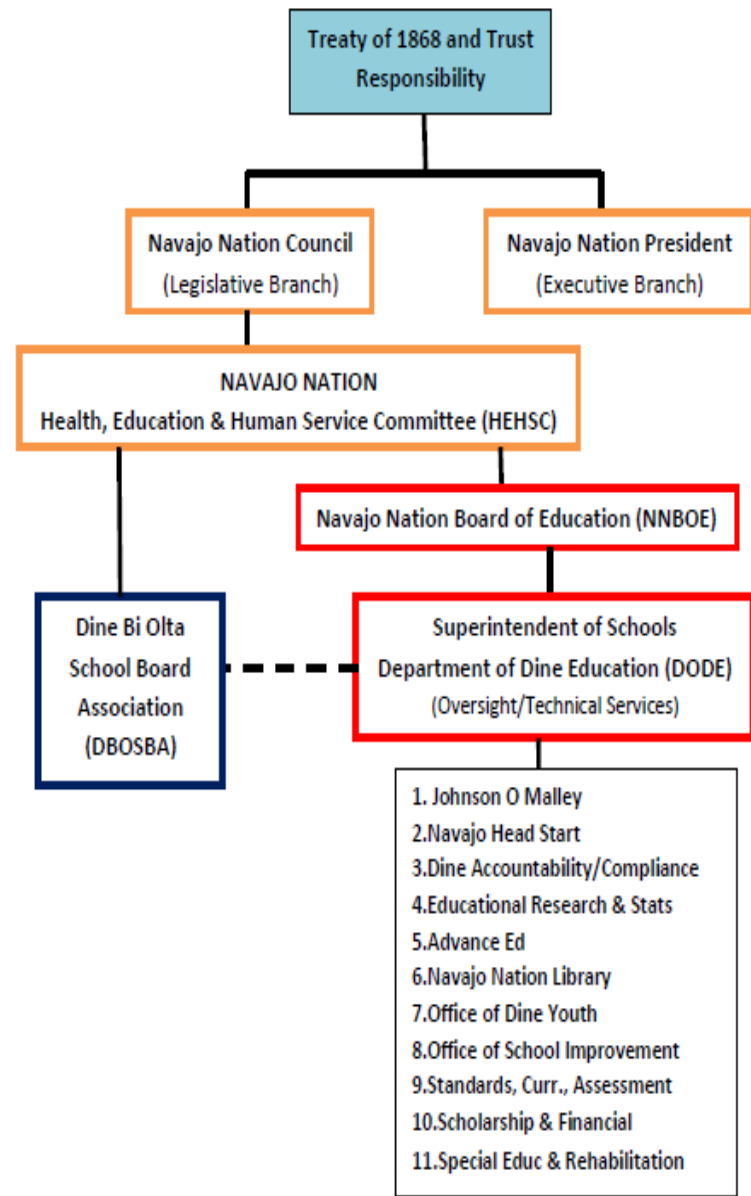 Treaty of 1868 and Trust
Responsibility
Navajo Nation Council
(Legislative Branch)
Navajo Nation President
(Executive Branch)
NAVAJO NATION
Health, Education & Human Service Committee (HEHSC)
Navajo Nation Board of Education (NNBOE)
Dine Bi Olta
School Board
Association
(DBOSBA)
Superintendent of Schools
Department of Dine Education (DODE)
(Oversight/Technical Services)
1. Johnson O Malley
2.Navajo Head Start
3.Dine Accountability/Compliance
4.Educational Research & Stats
5.Advance Ed
6.Navajo Nation Library
7.Office of Dine Youth
8.Office of School Improvement
9.Standards, Curr., Assessment
10.Scholarship & Financial
11.Special Educ & Rehabilitation